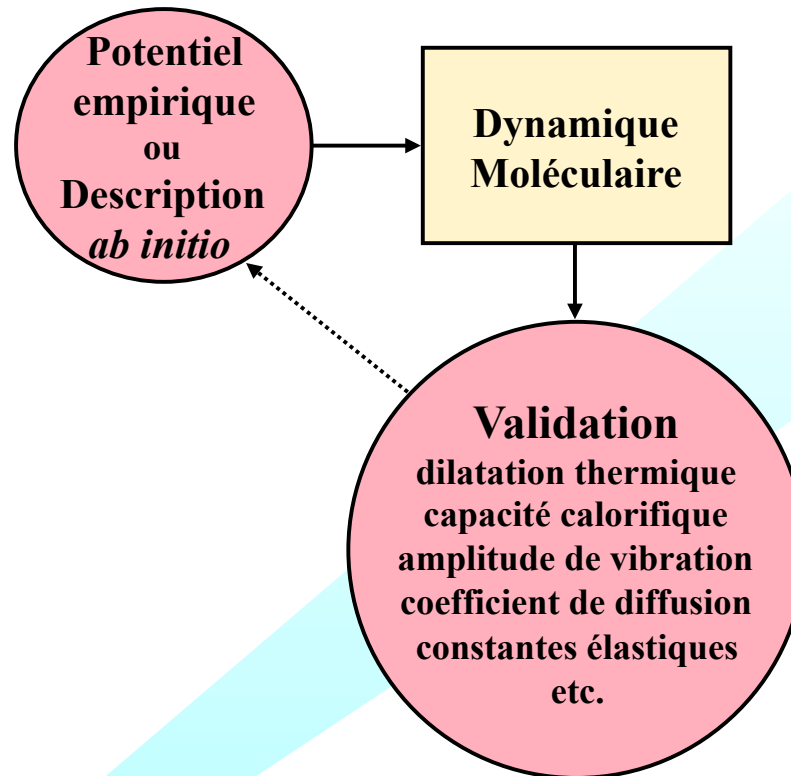 Potentiel
empirique
ou
Description
ab initio
Dynamique
Moléculaire
Validation
dilatation thermique
capacité calorifique
amplitude de vibration
coefficient de diffusion
constantes élastiques
etc.